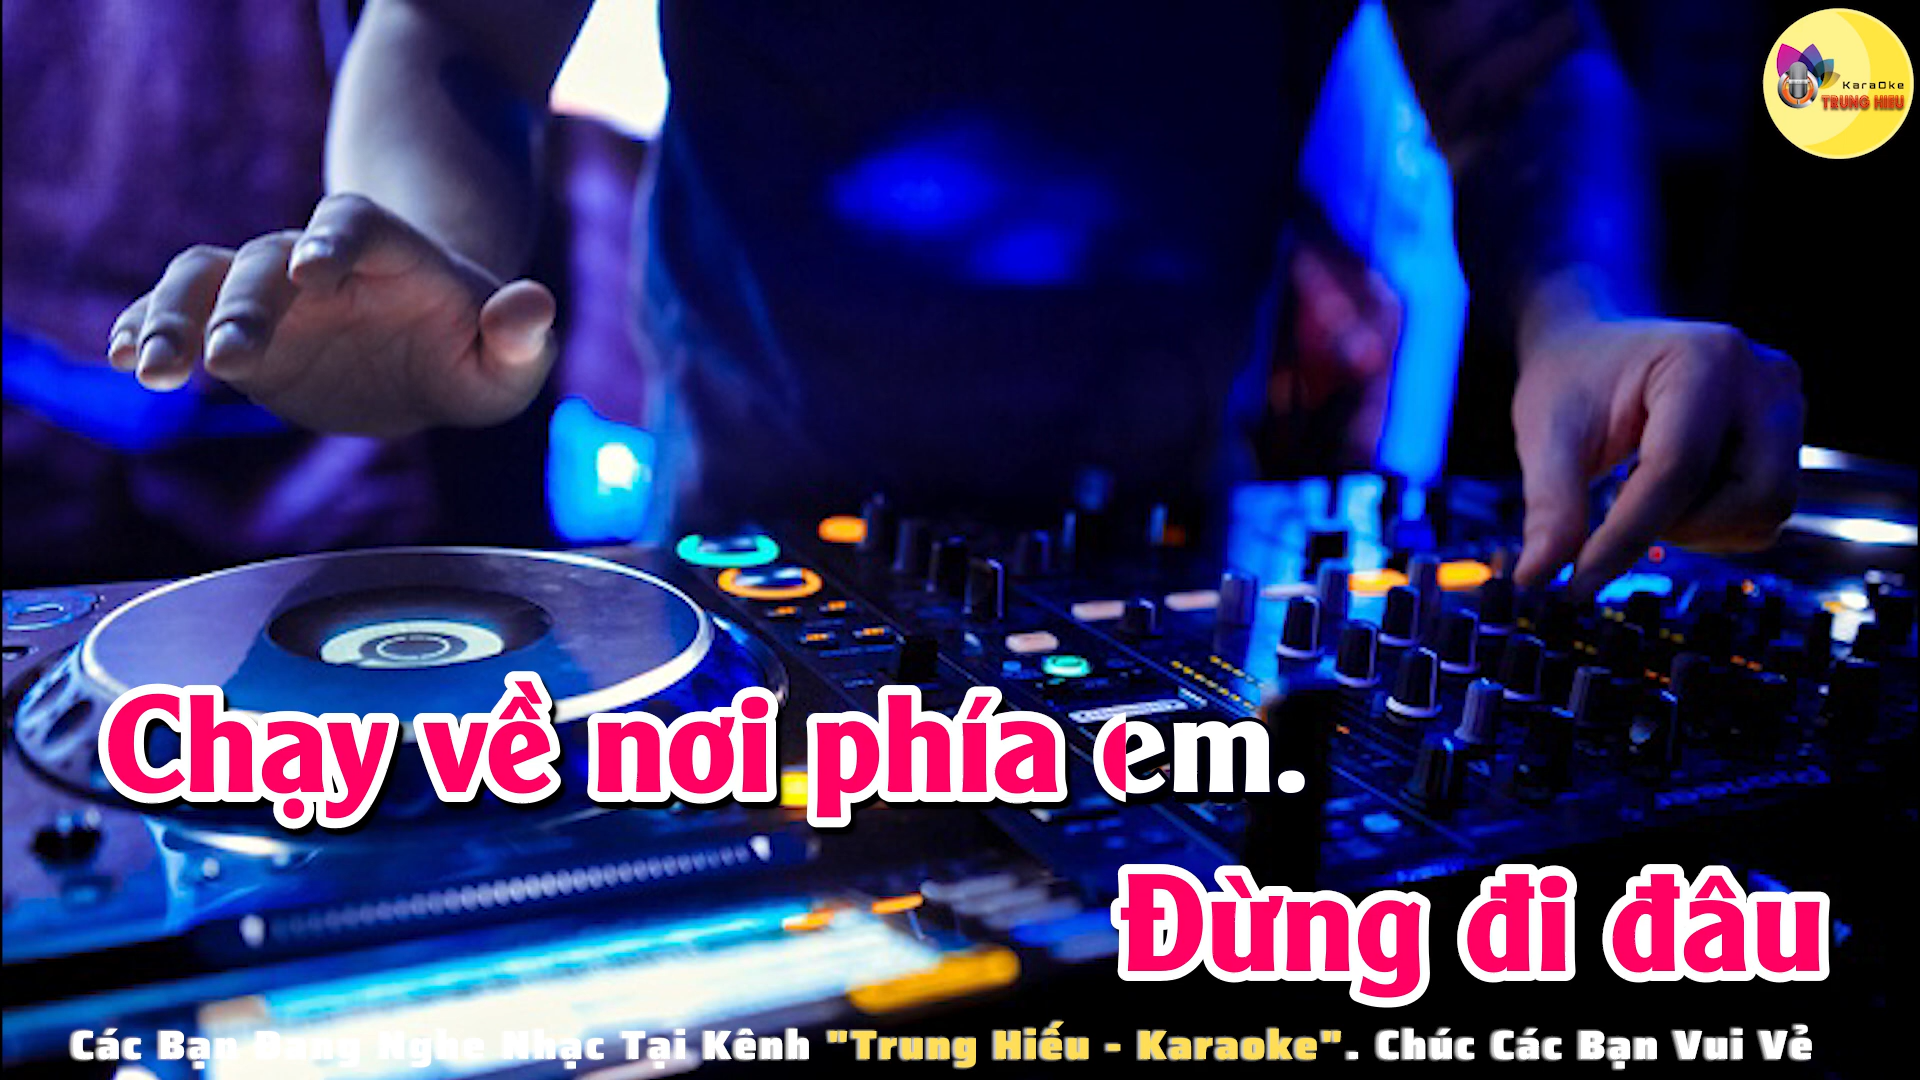 KaraOke
TRUNG HIEU
Chạy về nơi phía em.
Đừng đi đâu
Các Bạn Đang Nghe Nhạc Tại Kênh "Trung Hiếu - Karaoke". Chúc Các Bạn Vui Vẻ